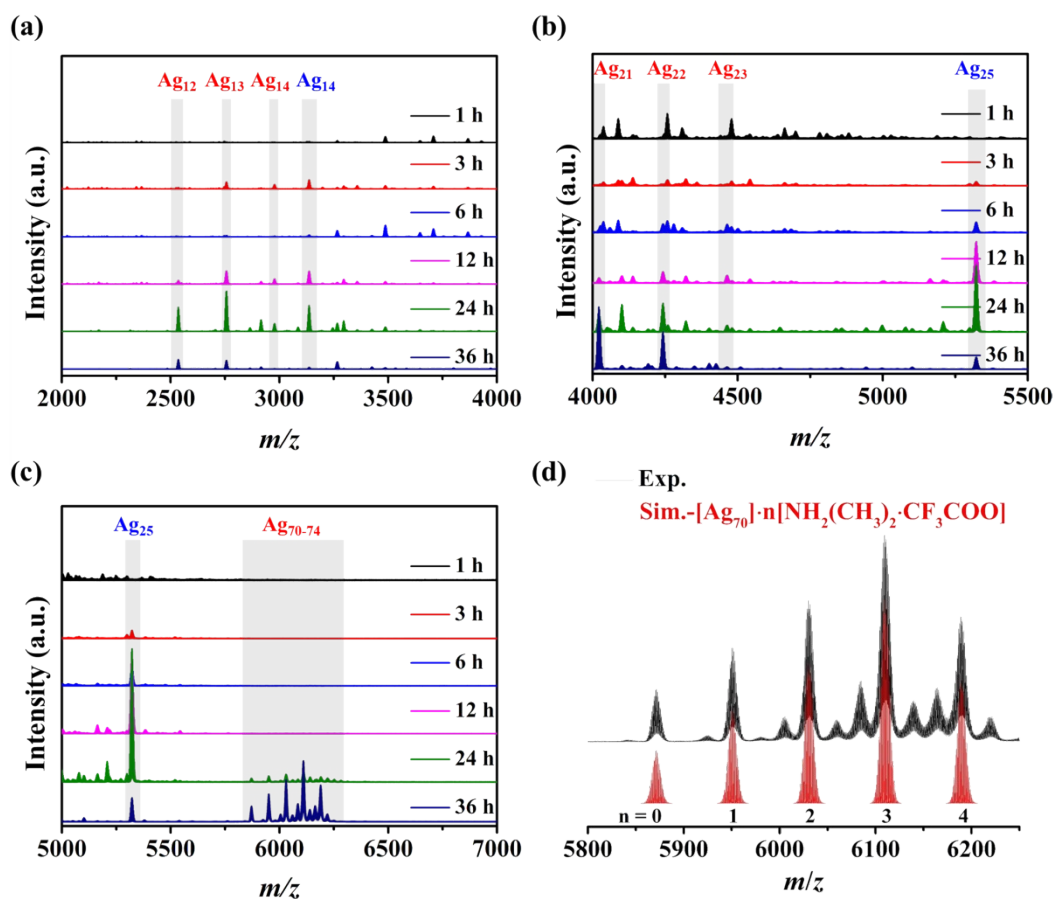 (a)
Ag12 Ag13 Ag14 Ag14
1 h
3 h
6 h
12 h
24 h
36 h
Intensity (a.u.)
2000 2500 3000 3500 4000
m/z
(b)
Ag21 Ag22 Ag23 Ag25
1 h
3 h
6 h
12 h
24 h
36 h
Intensity (a.u.)
4000 4500 5000 5500
m/z
(c)
Ag25 Ag70-74
1 h
3 h
6 h
12 h
24 h
36 h
Intensity (a.u.)
5000 5500 6000 6500 7000
m/z
(d)
Exp.
Sim.-[Ag70]·n[NH2(CH3)2·CF3COO]
n = 0 1 2 3 4
5800 5900 6000 6100 6200
m/z